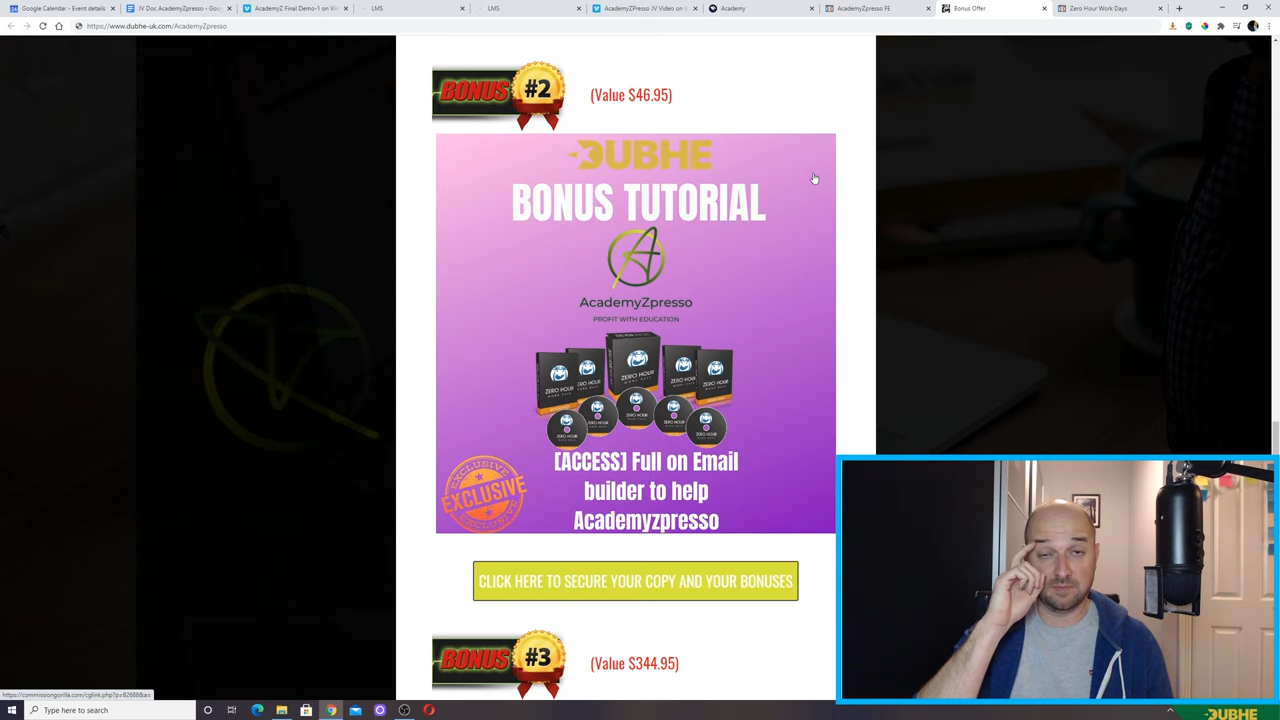 Google Calendar - Event details
JV Doc AcademyZpresso - Goo
AcademyZ Final Demo-1 on Vim
LMS
LMS
AcademyZPresso JV Video on V
Academy
AcademyZpresso FE
Bonus Offer
Zero Hour Work Days
https://www.dubhe-uk.com/AcademyZpresso
BONUS #2
(Value $46.95)
DUBHE
BONUS TUTORIAL
AcademyZpresso
PROFIT WITH EDUCATION
ZERO HOUR
[ACCESS] Full on Email
builder to help
Academyzpresso
EXCLUSIVE
EXCLUSIVE
EXCLUSIVE
CLICK HERE TO SECURE YOUR COPY AND YOUR BONUSES
BONUS #3
(Value $344.95)
Type here to search
DUBHE